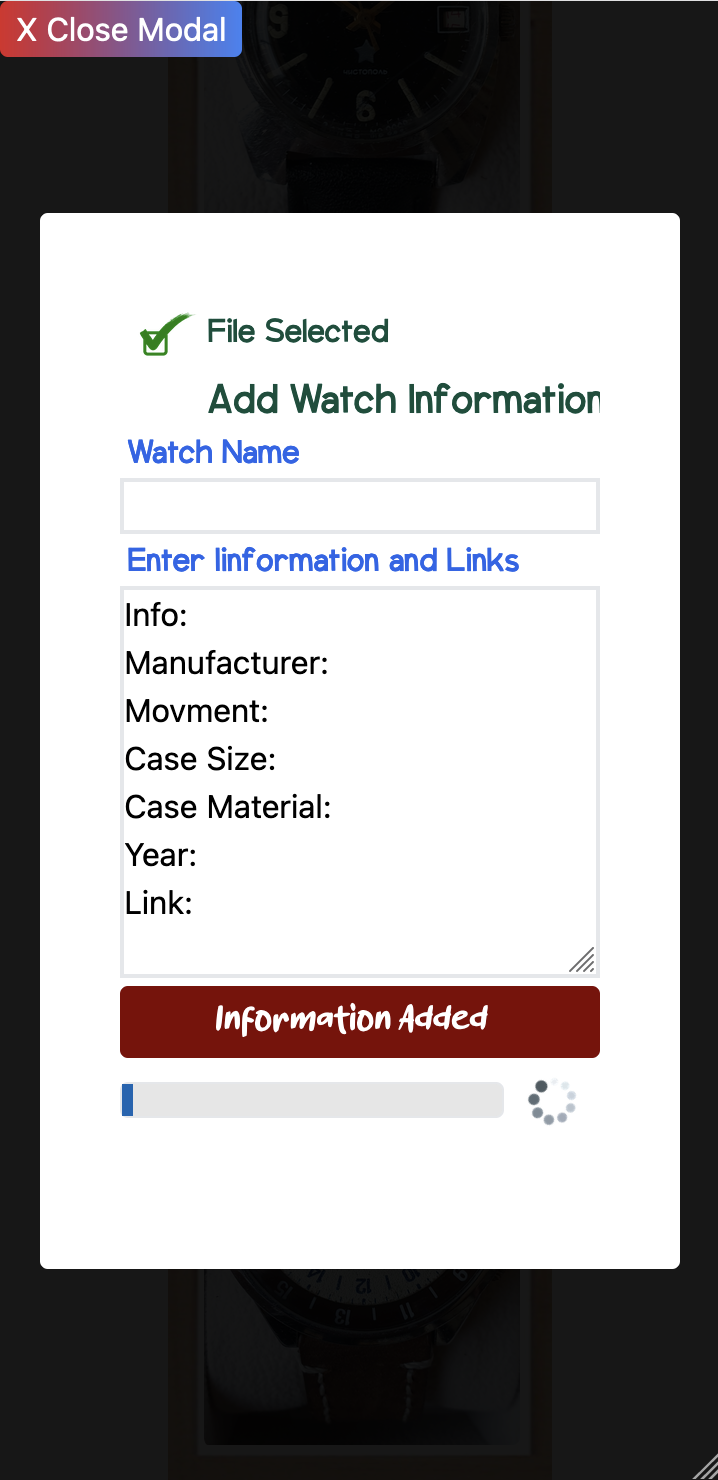 X Close Modal
File Selected
Add Watch Information
Watch Name
Enter Iinformation and Links
Info:
Manufacturer:
Movment:
Case Size:
Case Material:
Year:
Link:
Information Added